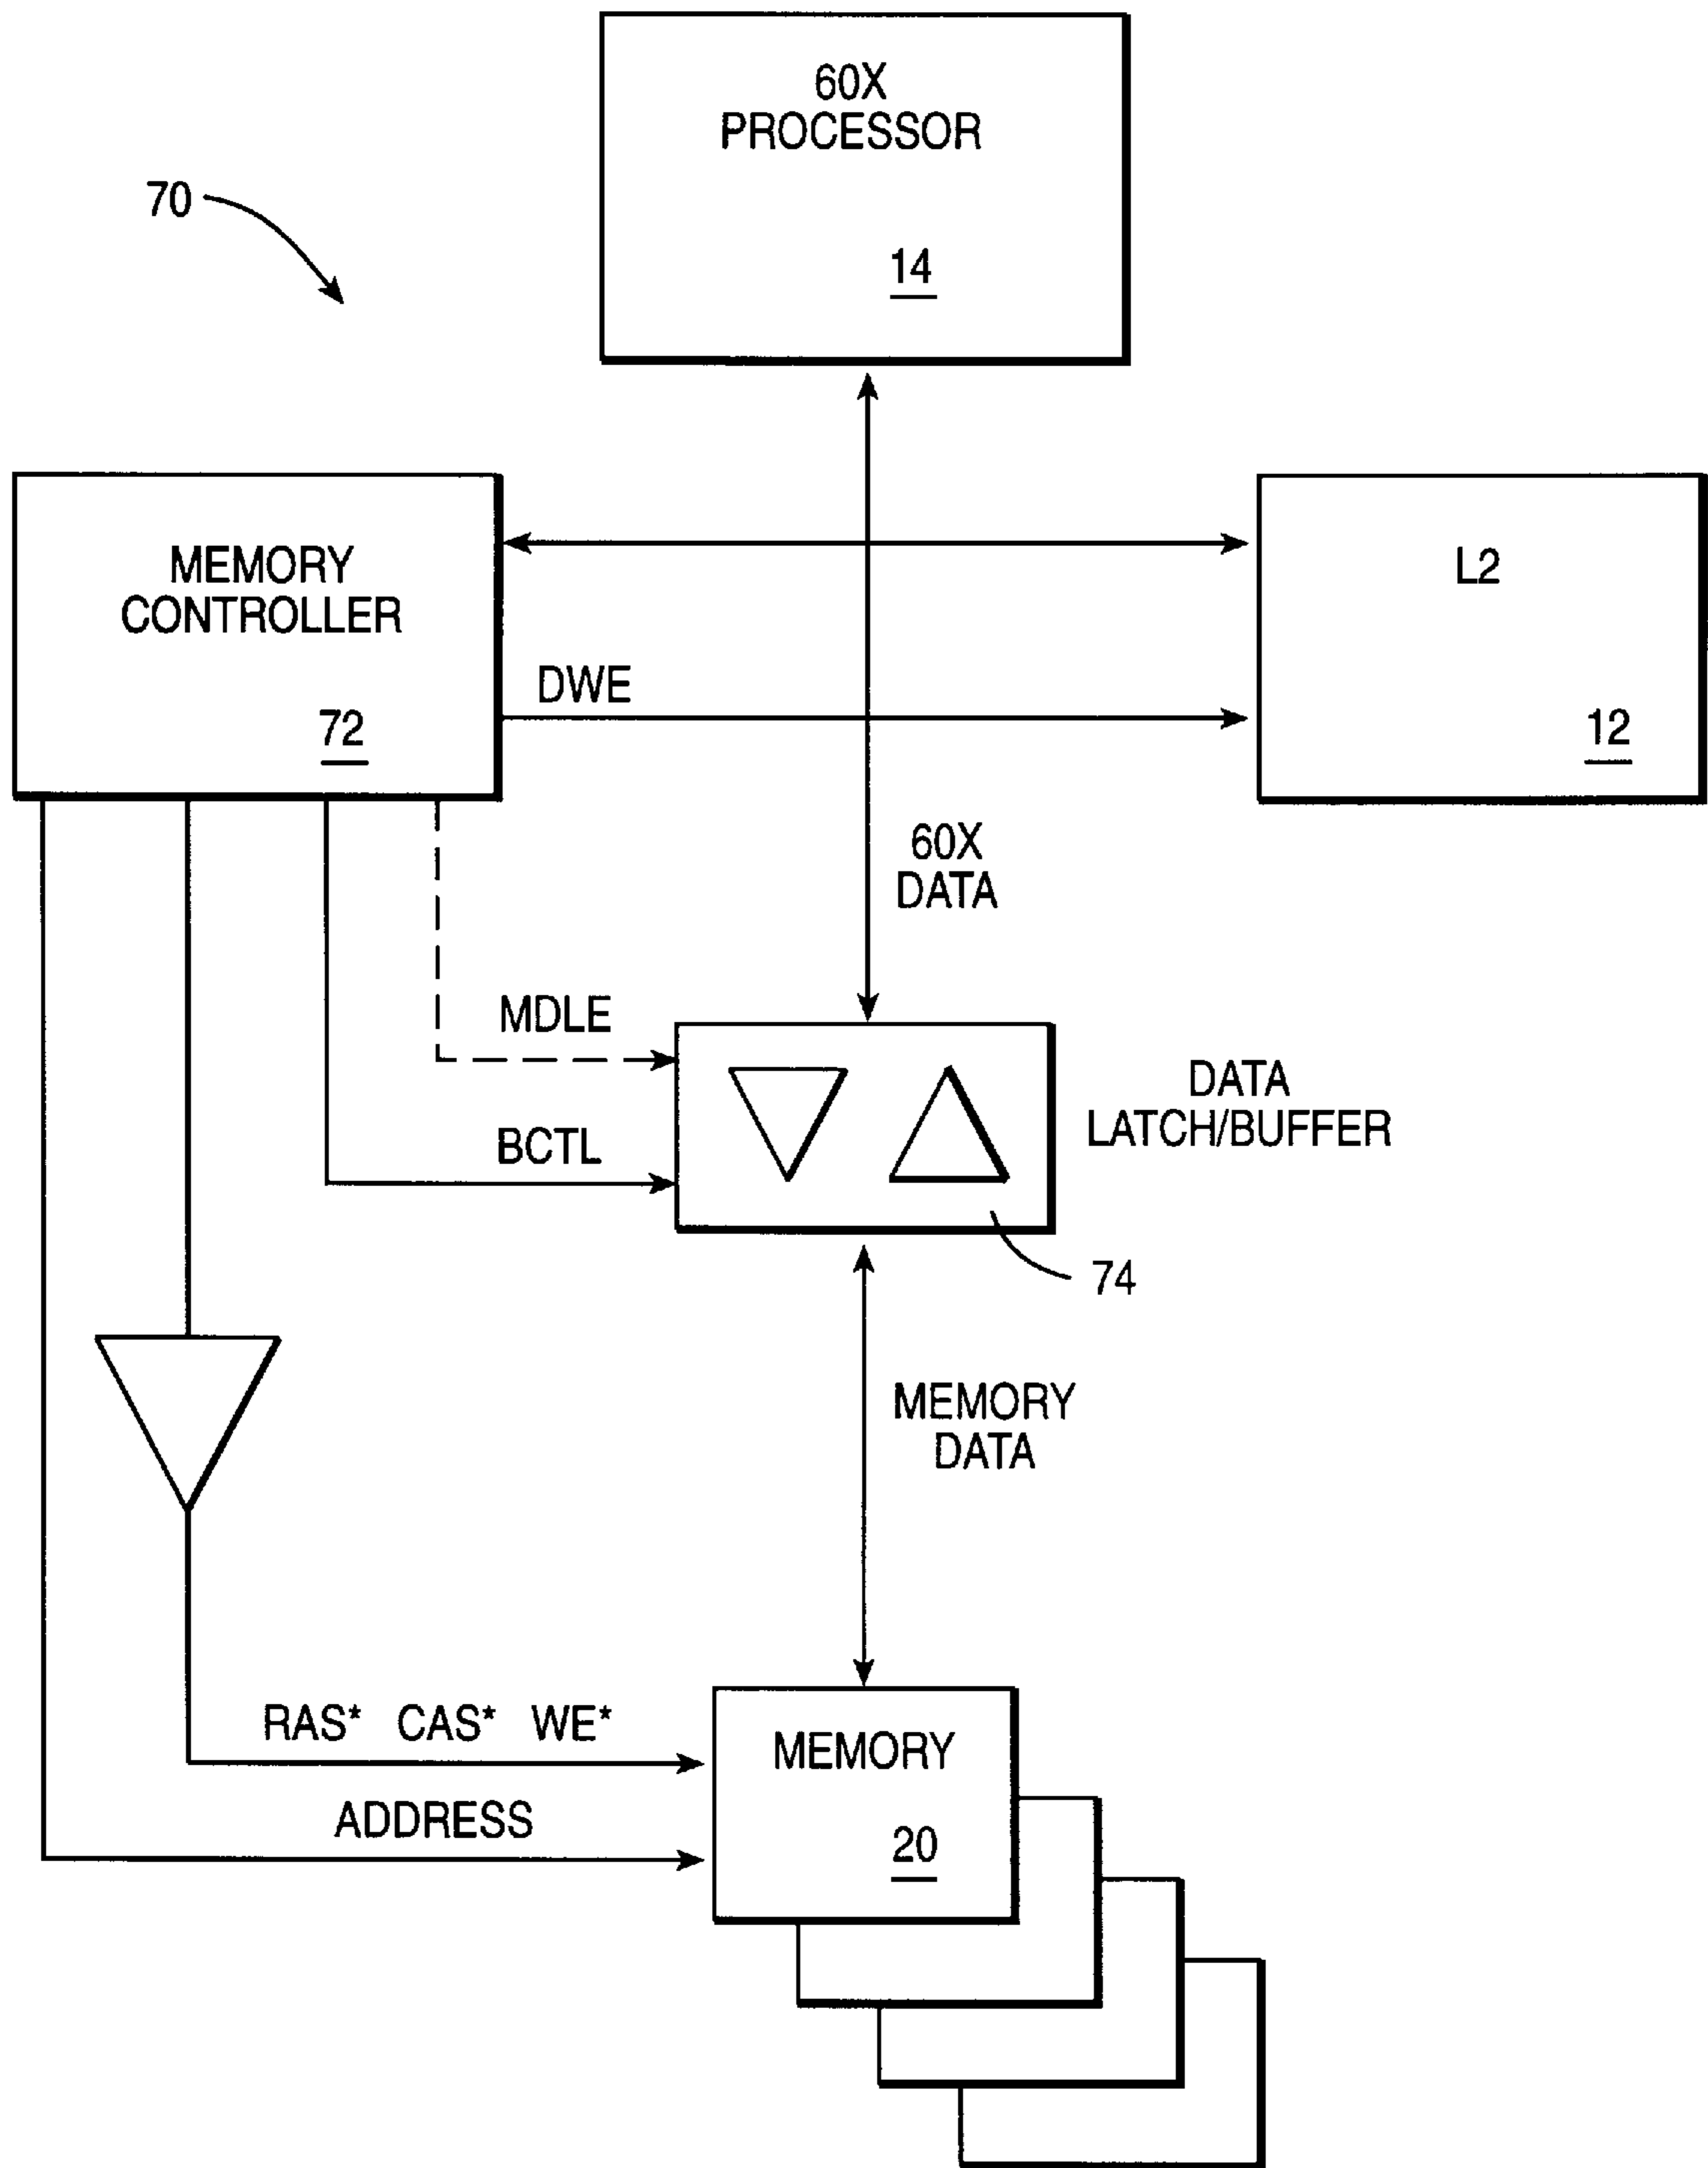 60X
PROCESSOR
14
70
MEMORY
CONTROLLER
72
L2
12
DWE
60X
DATA
MDLE
BCTL
DATA
LATCH/BUFFER
74
MEMORY
DATA
RAS* CAS* WE*
ADDRESS
MEMORY
20